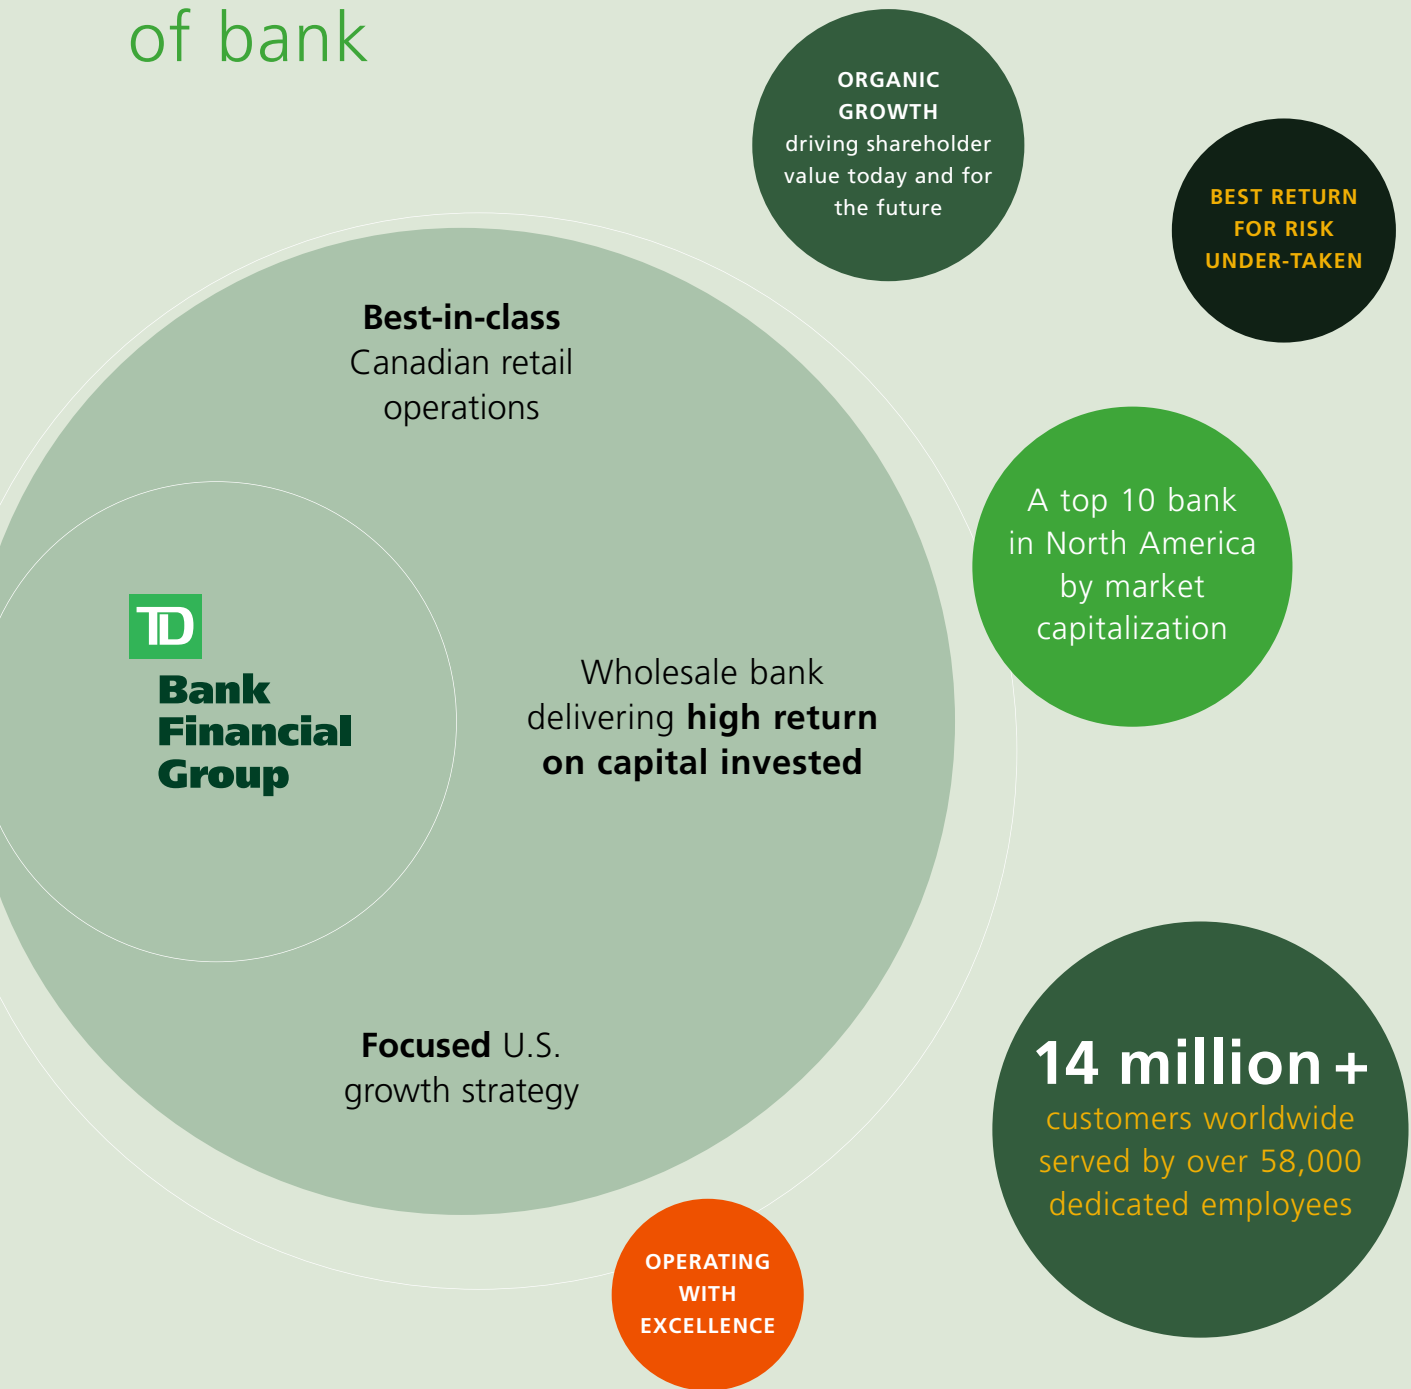 of bank
ORGANIC
GROWTH
driving shareholder
value today and for
the future
BEST RETURN
FOR RISK
UNDER-TAKEN
Best-in-class
Canadian retail
operations
A top 10 bank
in North America
by market
capitalization
TD
Bank
Financial
Group
Wholesale bank
delivering high return
on capital invested
Focused U.S.
growth strategy
14 million +
customers worldwide
served by over 58,000
dedicated employees
OPERATING
WITH
EXCELLENCE